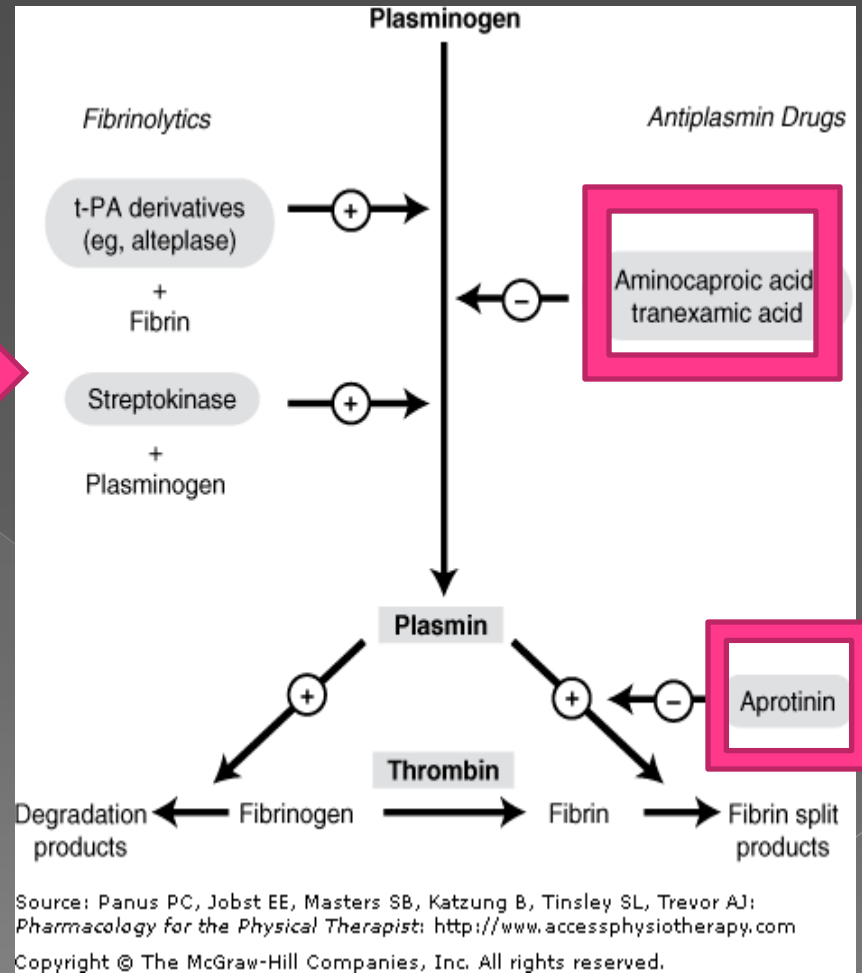 Plasminogen
Fibrinolytics
Antiplasmin Drugs
t-PA derivatives
(eg, alteplase)
+
+
Fibrin
−
Aminocaproic acid
tranexamic acid
Streptokinase
+
+
Plasminogen
Plasmin
+
+
−
Aprotinin
Thrombin
Degradation
products
Fibrinogen
Fibrin
Fibrin split
products
Source: Panus PC, Jobst EE, Masters SB, Katzung B, Tinsley SL, Trevor AJ:
Pharmacology for the Physical Therapist: http://www.accessphysiotherapy.com
Copyright © The McGraw-Hill Companies, Inc. All rights reserved.